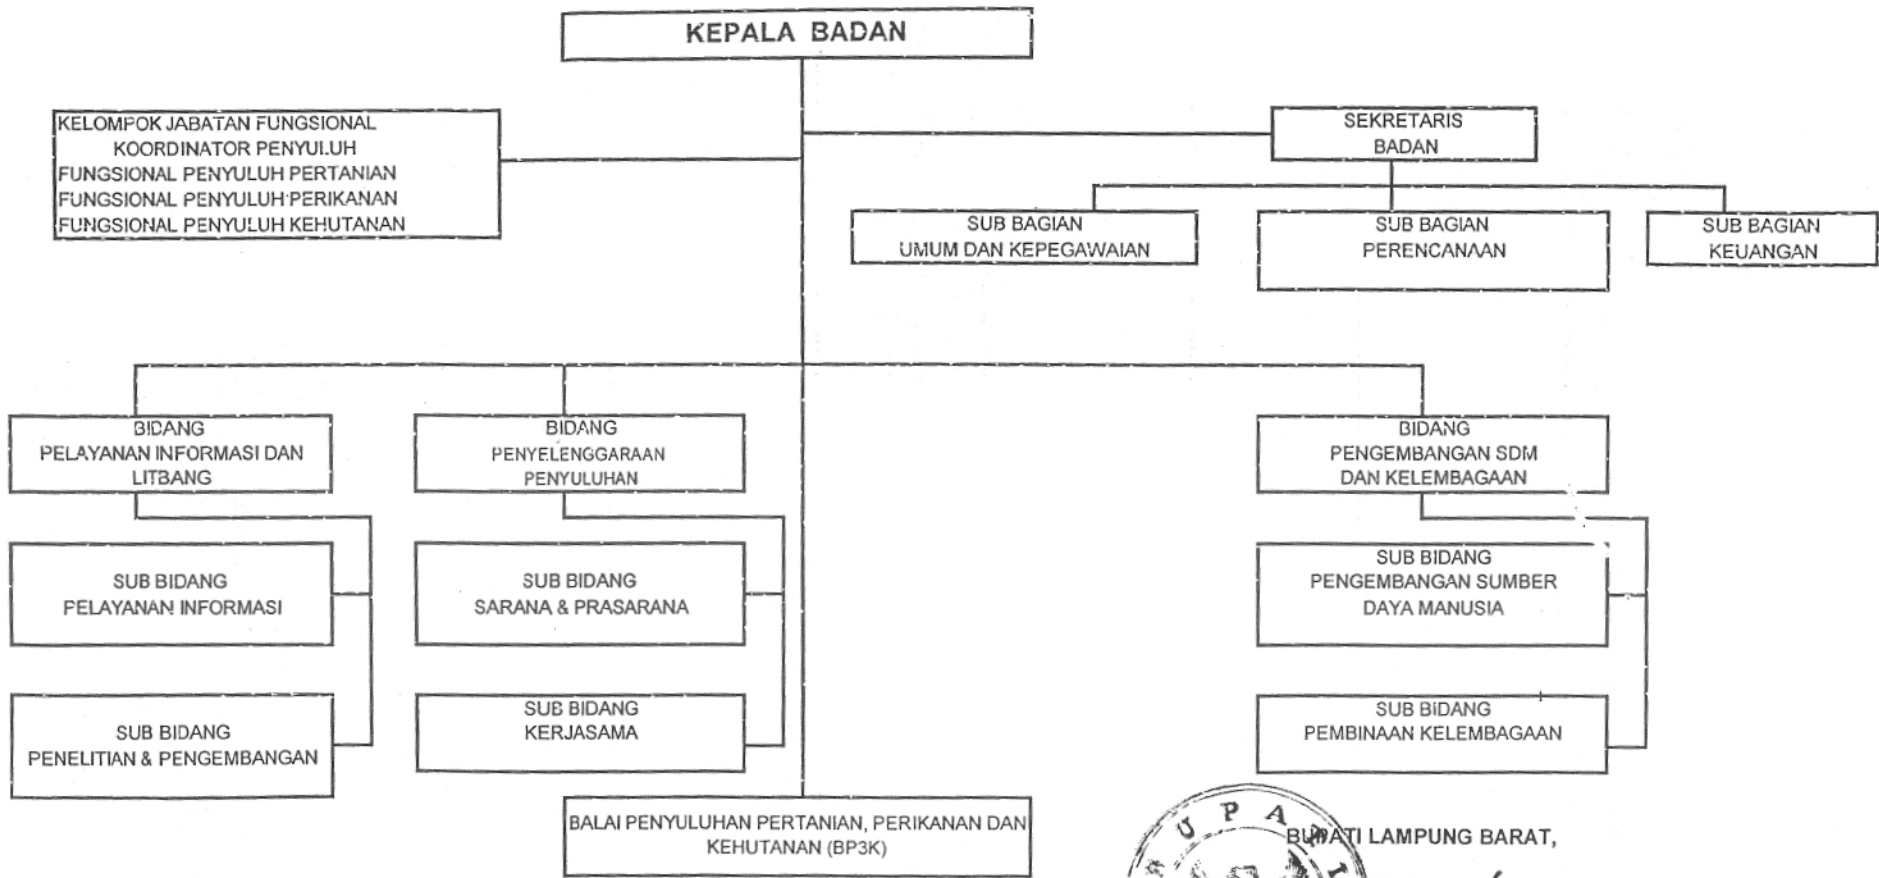 KEPALA BADAN
KELOMPOK JABATAN FUNGSIONAL
KOORDINATOR PENYULUH
FUNGSIONAL PENYULUH PERTANIAN
FUNGSIONAL PENYULUH PERIKANAN
FUNGSIONAL PENYULUH KEHUTANAN
SEKRETARIS
BADAN
SUB BAGIAN
UMUM DAN KEPEGAWAIAN
SUB BAGIAN
PERENCANAAN
SUB BAGIAN
KEUANGAN
BIDANG
PELAYANAN INFORMASI DAN
LITBANG
BIDANG
PENYELENGGARAAN
PENYULUHAN
BIDANG
PENGEMBANGAN SDM
DAN KELEMBAGAAN
SUB BIDANG
PELAYANAN INFORMASI
SUB BIDANG
SARANA & PRASARANA
SUB BIDANG
PENGEMBANGAN SUMBER
DAYA MANUSIA
SUB BIDANG
PENELITIAN & PENGEMBANGAN
SUB BIDANG
KERJASAMA
SUB BIDANG
PEMBINAAN KELEMBAGAAN
BALAI PENYULUHAN PERTANIAN, PERIKANAN DAN
KEHUTANAN (BP3K)
BUPATI LAMPUNG BARAT,